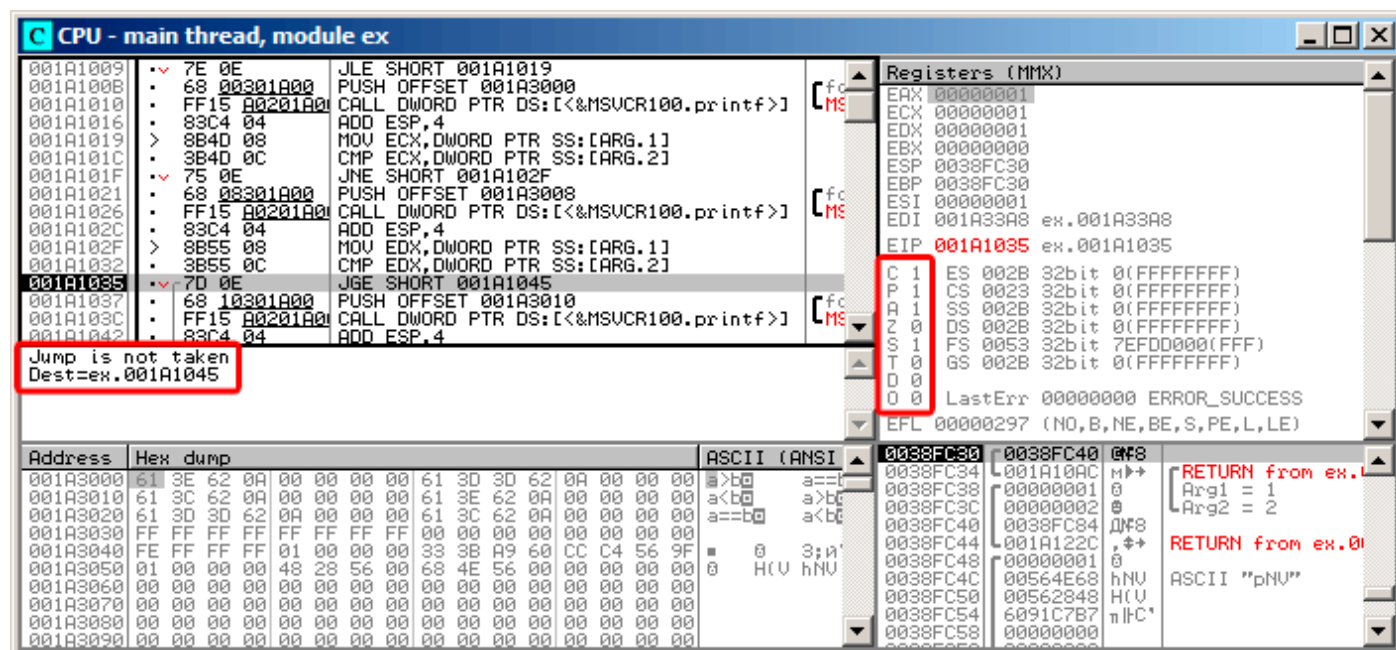 C CPU - main thread, module ex
001A1009 7E 0E JLE SHORT 001A1019
001A100B 68 00301A00 PUSH OFFSET 001A3000
001A1010 FF15 A0201A0 CALL DWORD PTR DS:[<&MSVCR100.printf>]
001A1016 83C4 04 ADD ESP,4
001A1019 > 8B4D 08 MOV ECX,DWORD PTR SS:[ARG.1]
001A101C 3B4D 0C CMP ECX,DWORD PTR SS:[ARG.2]
001A101F 75 0E JNE SHORT 001A102F
001A1021 68 08301A00 PUSH OFFSET 001A3008
001A1026 FF15 A0201A0 CALL DWORD PTR DS:[<&MSVCR100.printf>]
001A102C 83C4 04 ADD ESP,4
001A102F > 8B55 08 MOV EDX,DWORD PTR SS:[ARG.1]
001A1032 3B55 0C CMP EDX,DWORD PTR SS:[ARG.2]
001A1035 7D 0E JGE SHORT 001A1045
001A1037 68 10301A00 PUSH OFFSET 001A3010
001A103C FF15 A0201A0 CALL DWORD PTR DS:[<&MSVCR100.printf>]
001A1042 83C4 04 ADD ESP,4
Jump is not taken
Dest=ex.001A1045
Registers (MMX)
EAX 00000001
ECX 00000001
EDX 00000001
EBX 00000000
ESP 0038FC30
EBP 0038FC30
ESI 00000001
EDI 001A33A8 ex.001A33A8
EIP 001A1035 ex.001A1035
C 1 ES 002B 32bit 0(FFFFFFFF)
P 1 CS 0023 32bit 0(FFFFFFFF)
A 1 SS 002B 32bit 0(FFFFFFFF)
Z 0 DS 002B 32bit 0(FFFFFFFF)
S 1 FS 0053 32bit 7EFDD000(FFF)
T 0 GS 002B 32bit 0(FFFFFFFF)
D 0
O 0 LastErr 00000000 ERROR_SUCCESS
EFL 00000297 (NO,B,NE,BE,S,PE,L,LE)
Address Hex dump ASCII (ANSI
001A3000 61 3E 62 0A 00 00 00 00 61 3D 3D 62 0A 00 00 00 a>b a==b
001A3010 61 3C 62 0A 00 00 00 00 61 3E 62 0A 00 00 00 00 a<b a>b
001A3020 61 3D 3D 62 0A 00 00 00 61 3C 62 0A 00 00 00 00 a==b a<b
001A3030 FF FF FF FF FF FF FF FF 00 00 00 00 00 00 00 00
001A3040 FE FF FF FF 01 00 00 00 33 3B A9 60 CC C4 56 9F
001A3050 01 00 00 00 48 28 56 00 68 4E 56 00 00 00 00 00 H(V hNV
001A3060 00 00 00 00 00 00 00 00 00 00 00 00 00 00 00 00
001A3070 00 00 00 00 00 00 00 00 00 00 00 00 00 00 00 00
001A3080 00 00 00 00 00 00 00 00 00 00 00 00 00 00 00 00
001A3090 00 00 00 00 00 00 00 00 00 00 00 00 00 00 00 00
0038FC30 0038FC40
0038FC34 001A10AC RETURN from ex.
0038FC38 00000001 Arg1 = 1
0038FC3C 00000002 Arg2 = 2
0038FC40 0038FC84
0038FC44 001A122C RETURN from ex.0
0038FC48 00000001
0038FC4C 00564E68 hNV ASCII "pNV"
0038FC50 00562848 H(V
0038FC54 6091C7B7
0038FC58 00000000